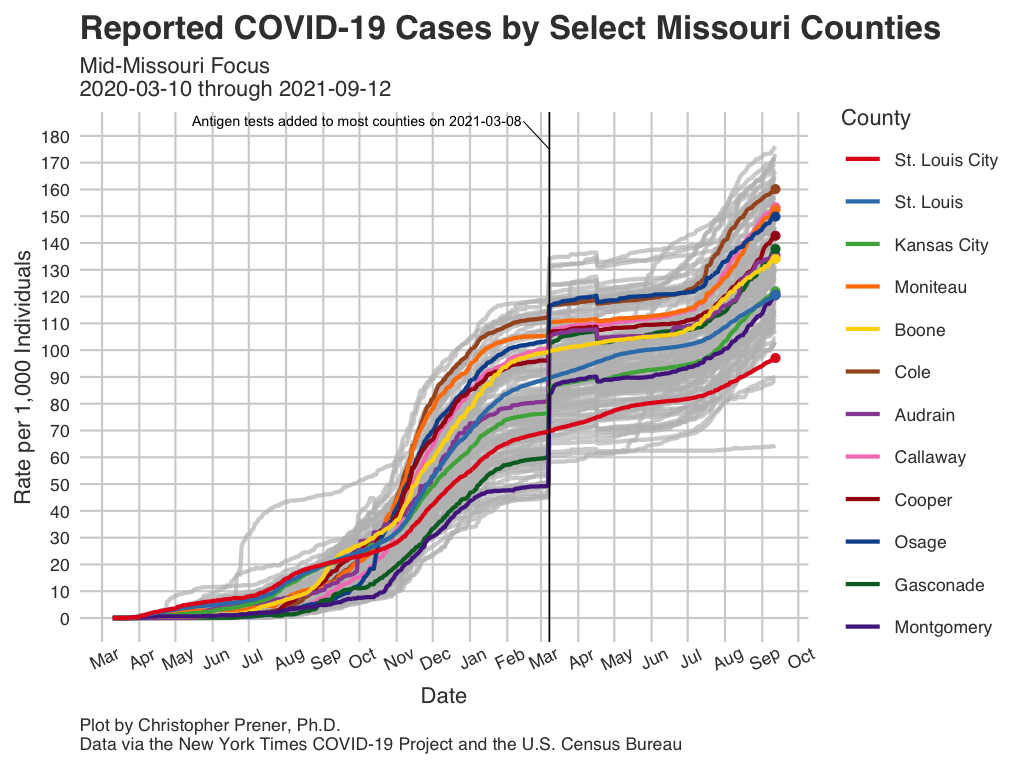 Reported COVID-19 Cases by Select Missouri Counties
Mid-Missouri Focus
2020-03-10 through 2021-09-12
Antigen tests added to most counties on 2021-03-08
Rate per 1,000 Individuals
180
170
160
150
140
130
120
110
100
90
80
70
60
50
40
30
20
10
0
Mar Apr May Jun Jul Aug Sep Oct Nov Dec Jan Feb Mar Apr May Jun Jul Aug Sep Oct
Date
County
St. Louis City
St. Louis
Kansas City
Moniteau
Boone
Cole
Audrain
Callaway
Cooper
Osage
Gasconade
Montgomery
Plot by Christopher Prener, Ph.D.
Data via the New York Times COVID-19 Project and the U.S. Census Bureau